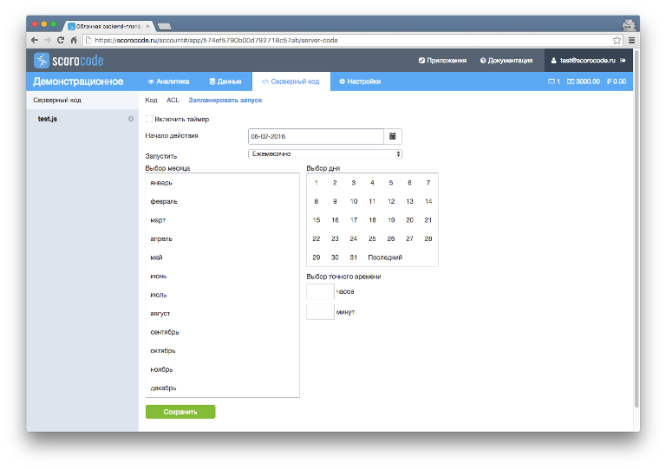 Облачная backend-платф
https://scorocode.ru/account#/app/574ef5790b00d792718c57ab/server-code
scorocode
Приложения Документация test@scorocode.ru
Демонстрационное Аналитика Данные </> Серверный код Настройки 1 3000.00 ₽ 0.00
Серверный код Код ACL Запланировать запуск
test.js
Включить таймер
Начало действия 06-02-2016
Запустить Ежемесячно
Выбор месяца Выбор дня
январь 1 2 3 4 5 6 7
февраль 8 9 10 11 12 13 14
март 15 16 17 18 19 20 21
апрель 22 23 24 25 26 27 28
май 29 30 31 Последний
июнь Выбор точного времени
июль часов
август минут
сентябрь
октябрь
ноябрь
декабрь
Сохранить